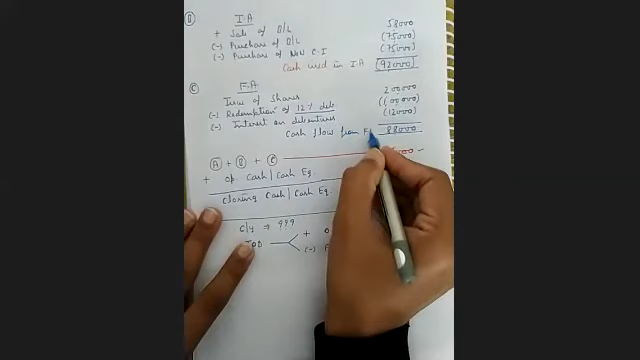 Ⓑ I.A
+ Sale of B/L 58000
(-) Purchase of B/L (75000)
(-) Purchase of Non C.I (75000)
Cash used in I.A (92000)
Ⓒ F.A
Issue of Shares 200000
(-) Redemption of 12% deb (100000)
(-) Interest on debentures (12000)
Cash flow from F 88000
Ⓐ + Ⓑ + Ⓒ
+ Op. Cash | Cash Eq.
Closing Cash | Cash Eq.
C/y ⇒
+
(-)